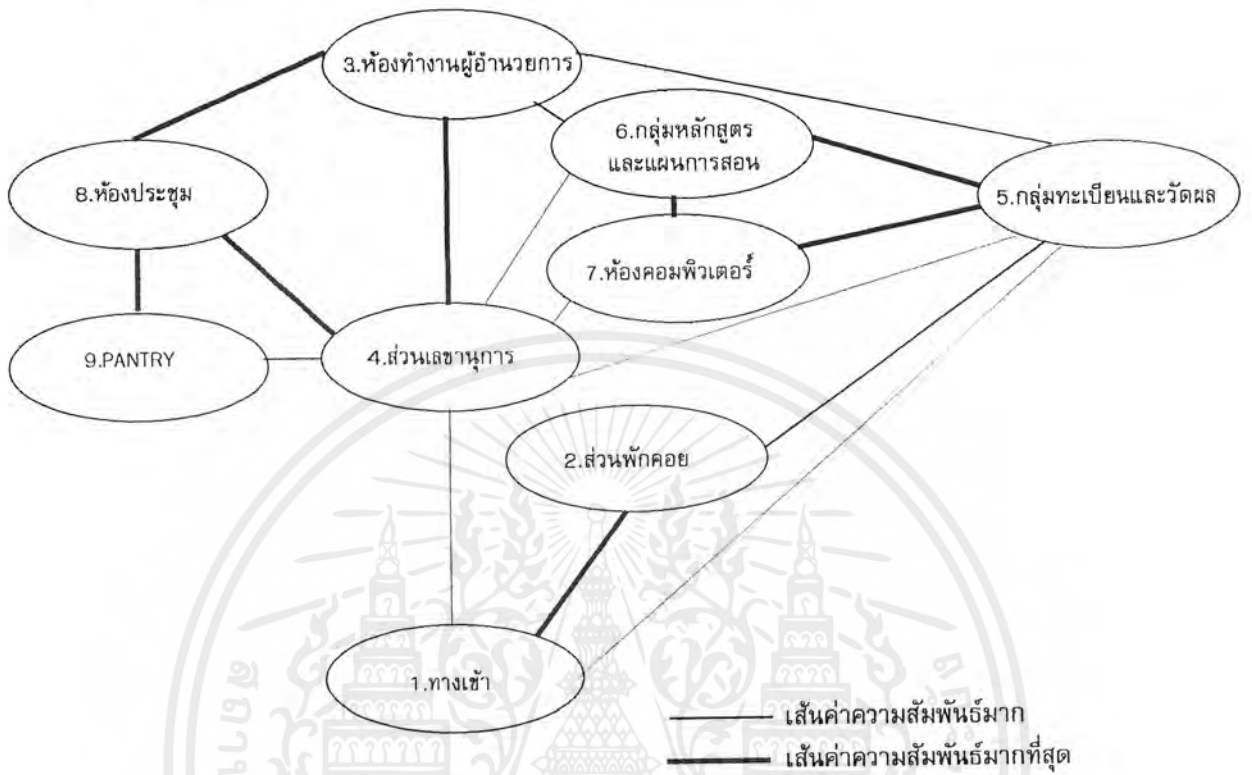 3.ห้องทำงานผู้อำนวยการ
6.กลุ่มหลักสูตร
และแผนการสอน
8.ห้องประชุม
5.กลุ่มทะเบียนและวัดผล
7.ห้องคอมพิวเตอร์
9.PANTRY
4.ส่วนเลขานุการ
2.ส่วนพักคอย
1.ทางเข้า
เส้นค่าความสัมพันธ์มาก
เส้นค่าความสัมพันธ์มากที่สุด